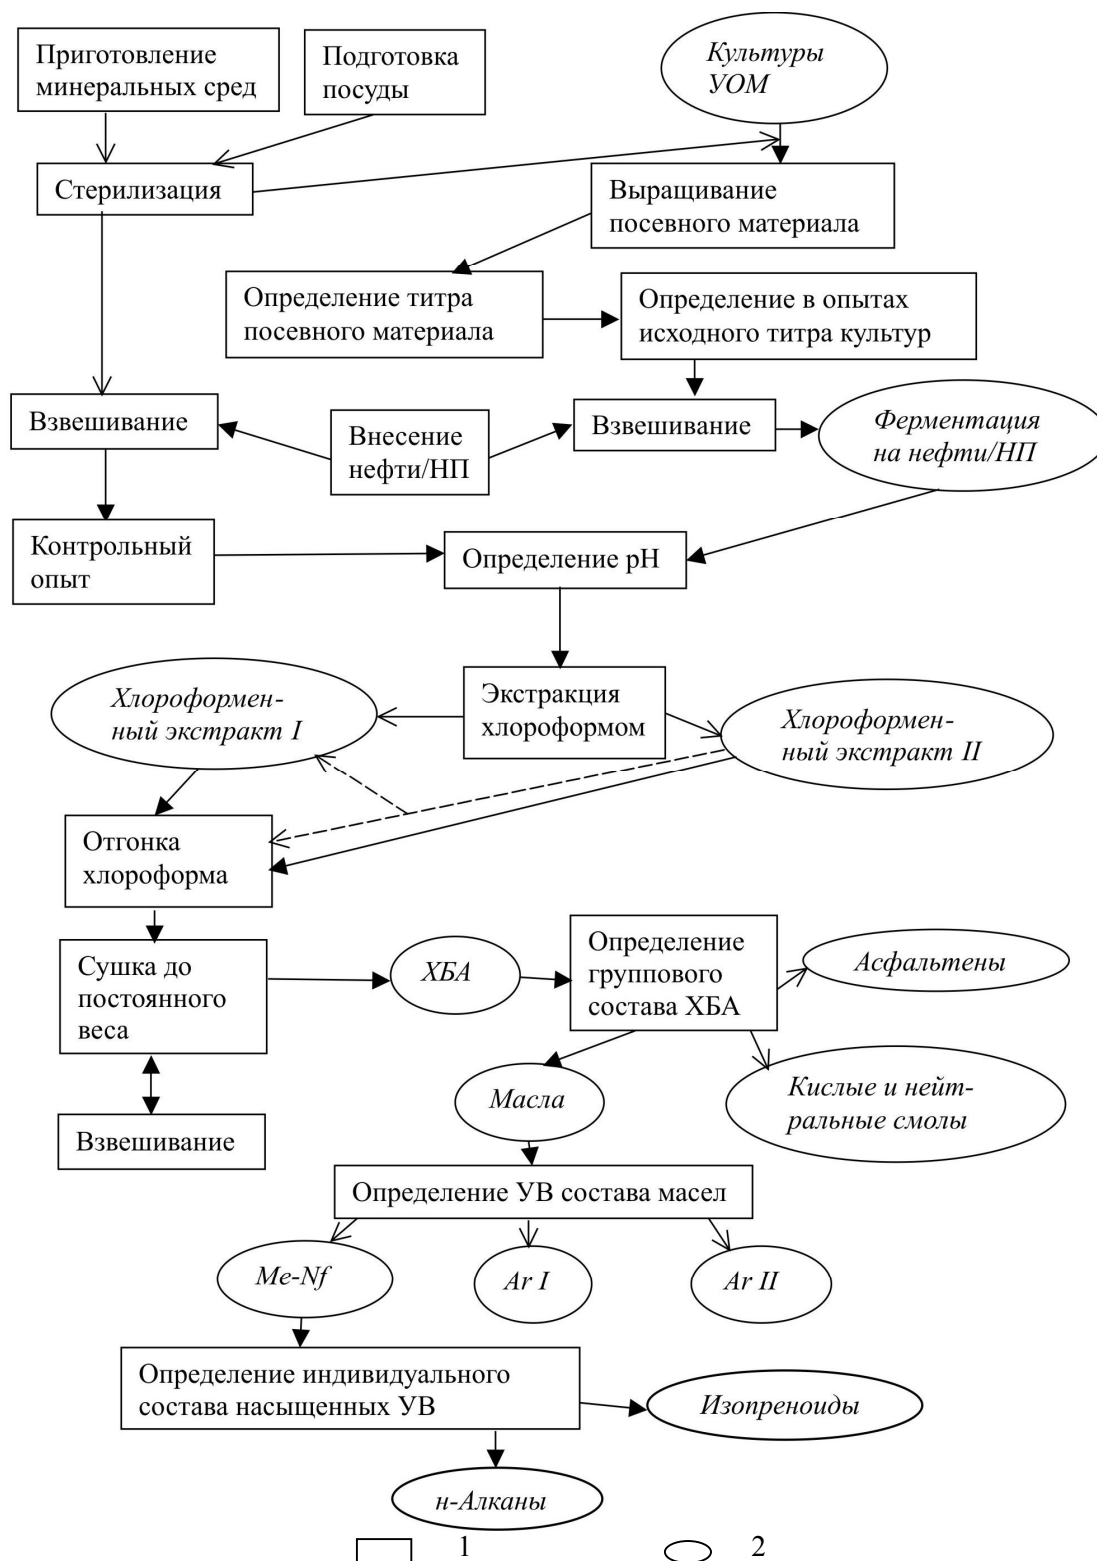 Приготовление
минеральных сред
Подготовка
посуды
Культуры
УОМ
Стерилизация
Выращивание
посевного материала
Определение титра
посевного материала
Определение в опытах
исходного титра культур
Взвешивание
Внесение
нефти/НП
Взвешивание
Ферментация
на нефти/НП
Контрольный
опыт
Определение pH
Хлороформен-
ный экстракт I
Экстракция
хлороформом
Хлороформен-
ный экстракт II
Отгонка
хлороформа
Сушка до
постоянного
веса
ХБА
Определение
группового
состава ХБА
Асфальтены
Масла
Кислые и нейт-
ральные смолы
Взвешивание
Определение УВ состава масел
Me-Nf
Ar I
Ar II
Определение индивидуального
состава насыщенных УВ
Изопреноиды
н-Алканы
1
2